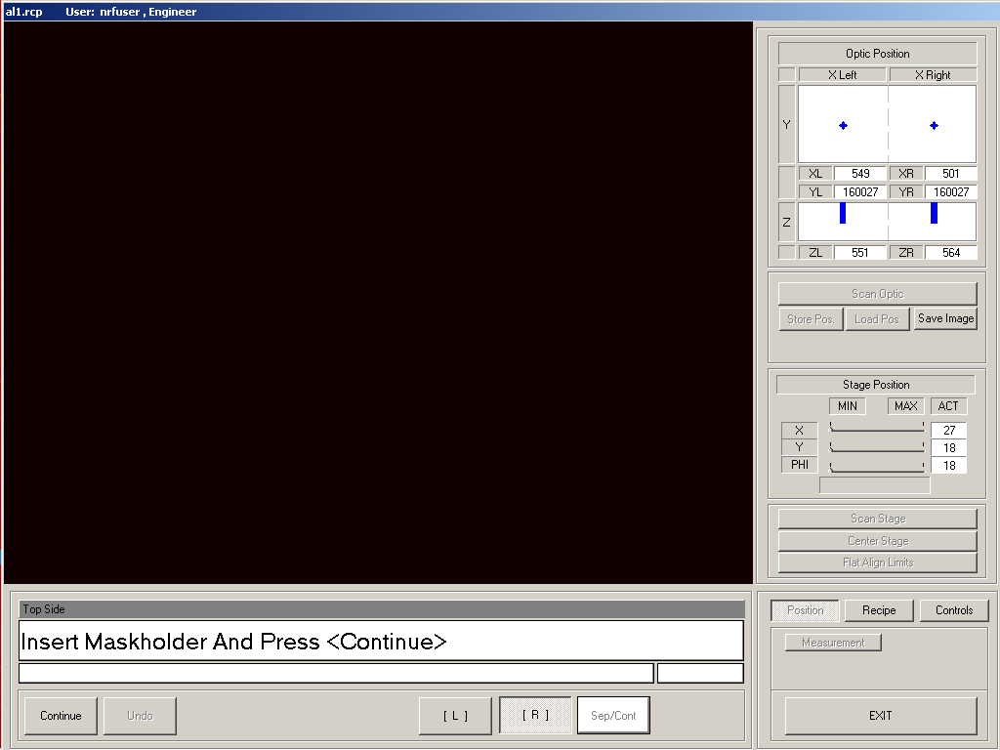 al1.rcp User: nrfuser , Engineer
Optic Position
X Left X Right
Y
XL 549 XR 501
YL 160027 YR 160027
Z
ZL 551 ZR 564
Scan Optic
Store Pos. Load Pos. Save Image
Stage Position
MIN MAX ACT
X 27
Y 18
PHI 18
Scan Stage
Center Stage
Flat Align Limits
Top Side
Insert Maskholder And Press <Continue>
Continue Undo [ L ] [ R ] Sep/Cont
Position Recipe Controls
Measurement
EXIT